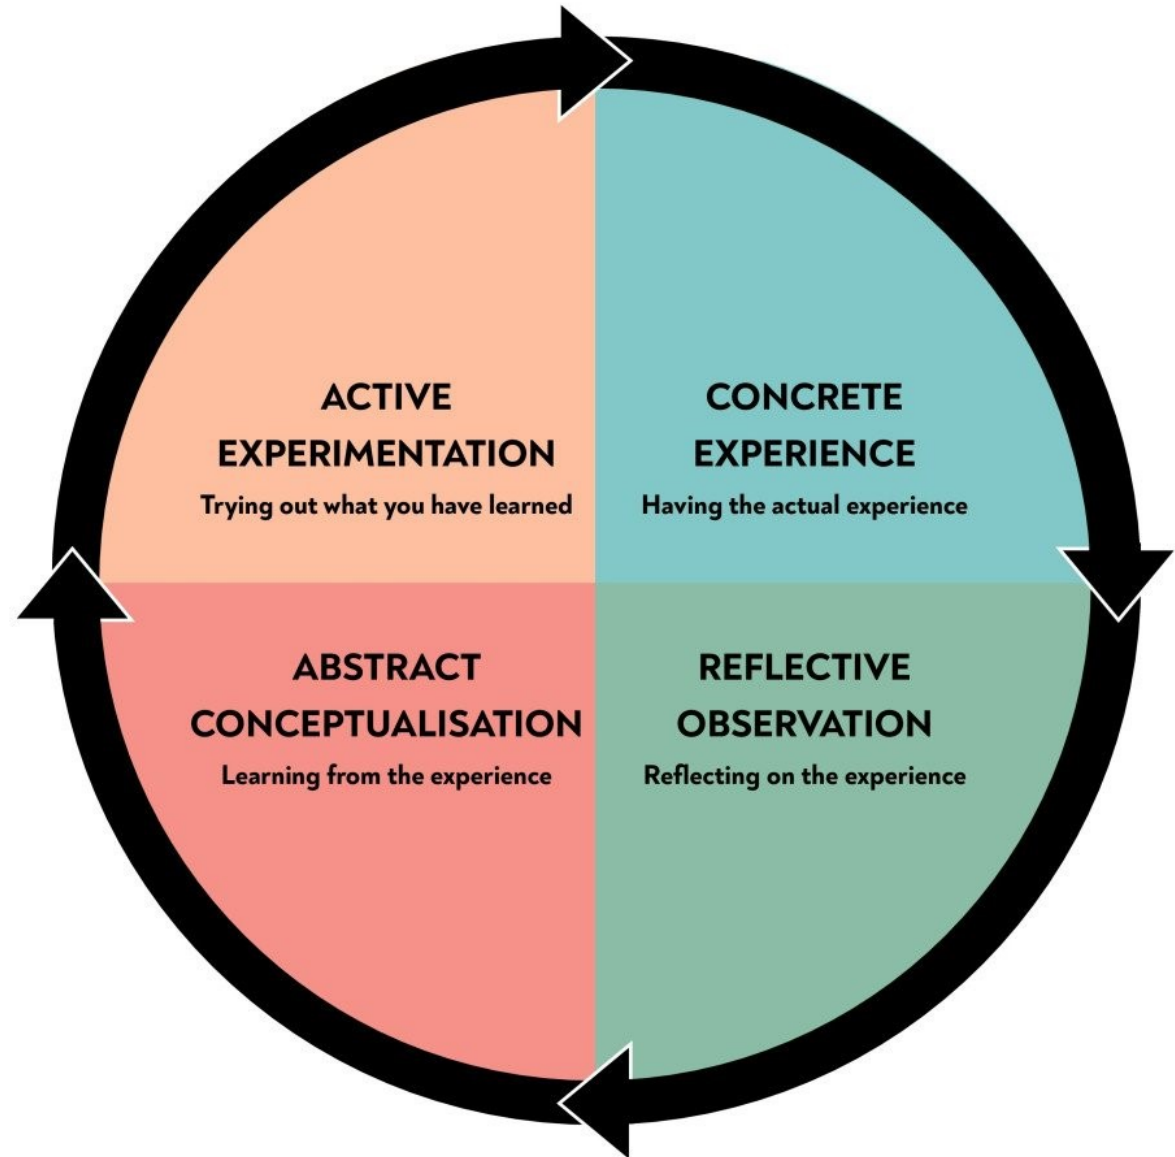 ACTIVE
EXPERIMENTATION
Trying out what you have learned
CONCRETE
EXPERIENCE
Having the actual experience
ABSTRACT
CONCEPTUALISATION
Learning from the experience
REFLECTIVE
OBSERVATION
Reflecting on the experience